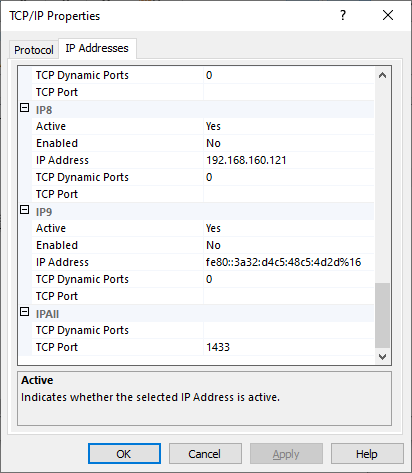 TCP/IP Properties
Protocol IP Addresses
TCP Dynamic Ports 0
TCP Port
IP8
Active Yes
Enabled No
IP Address 192.168.160.121
TCP Dynamic Ports 0
TCP Port
IP9
Active Yes
Enabled No
IP Address fe80::3a32:d4c5:48c5:4d2d%16
TCP Dynamic Ports 0
TCP Port
IPAll
TCP Dynamic Ports
TCP Port 1433
Active
Indicates whether the selected IP Address is active.
OK Cancel Apply Help